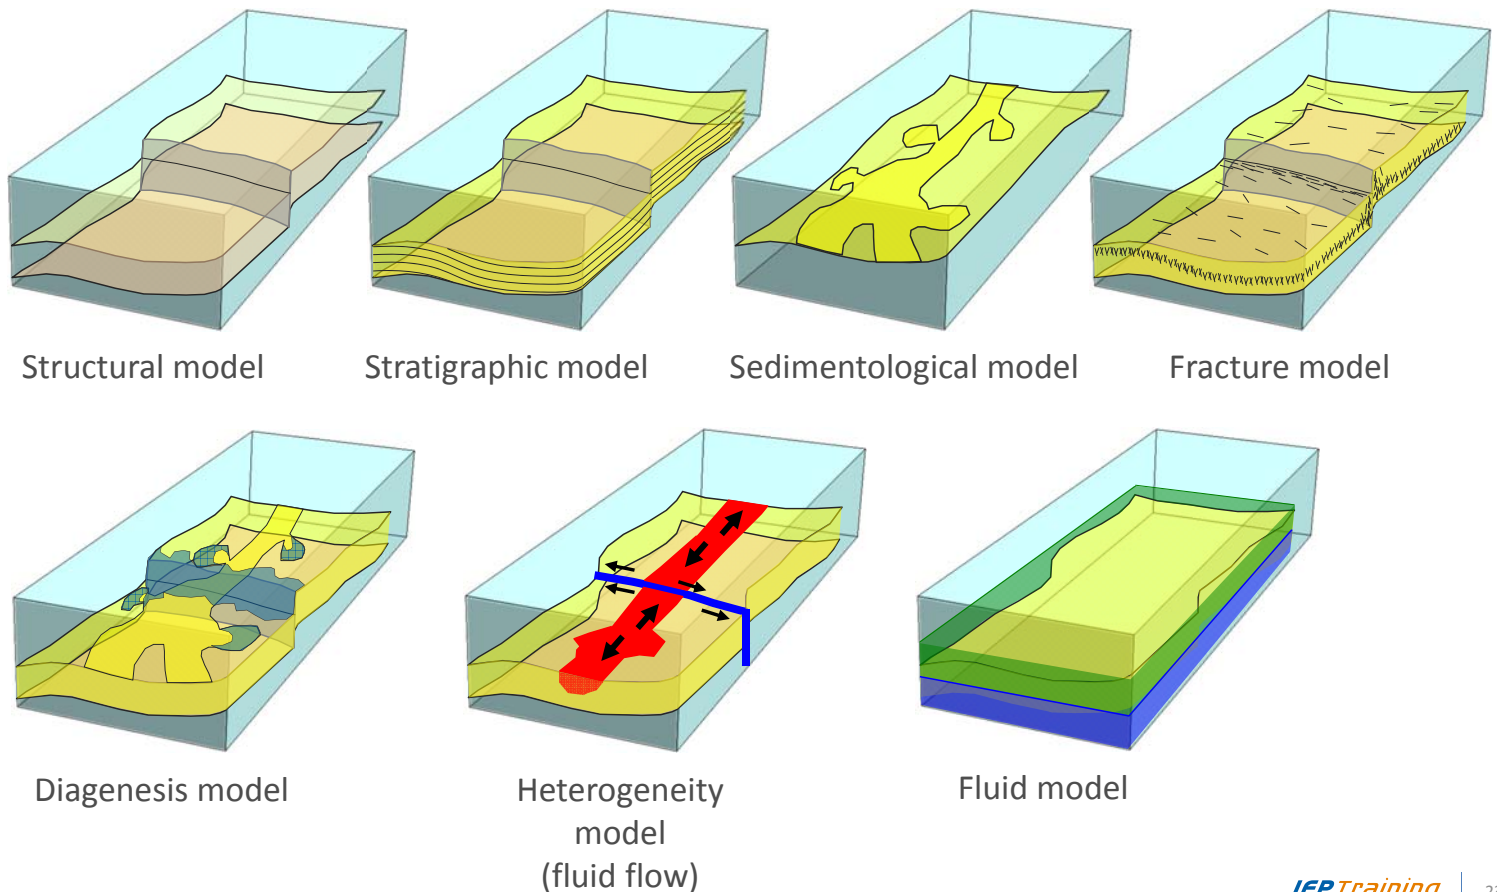 Structural model
Stratigraphic model
Sedimentological model
Fracture model
Diagenesis model
Heterogeneity
model
(fluid flow)
Fluid model
IFP Training